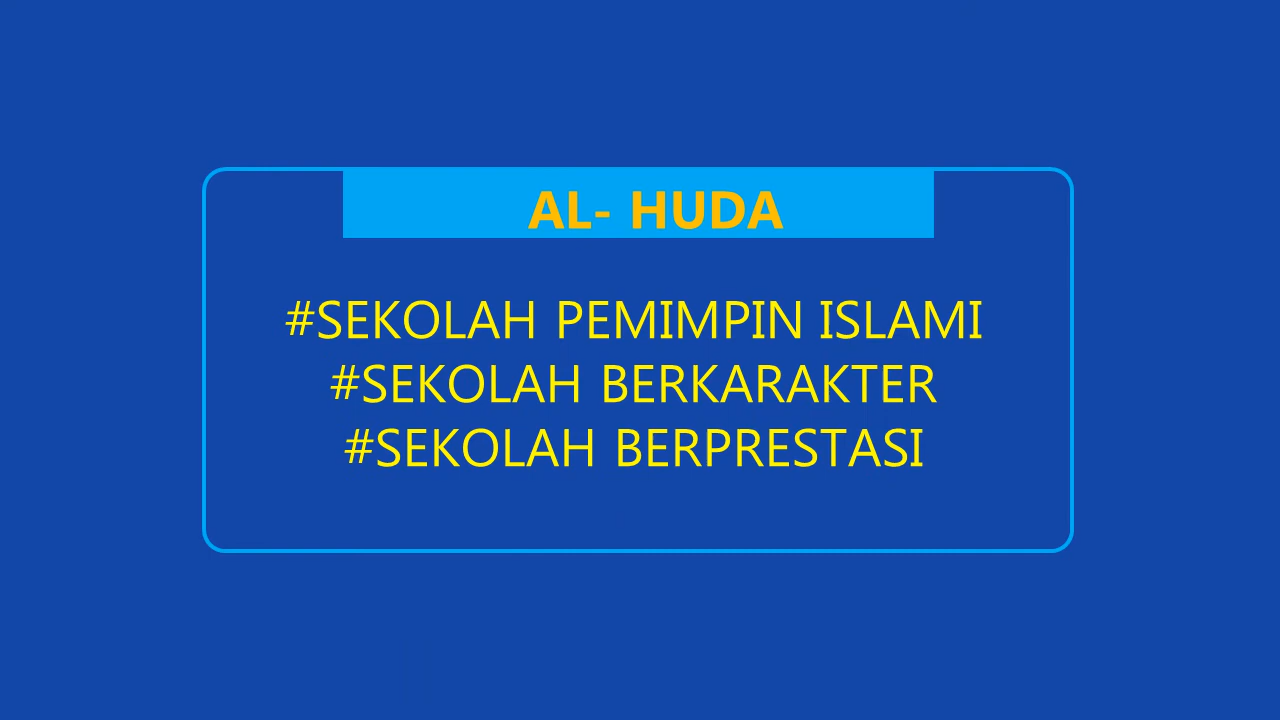 AL- HUDA
#SEKOLAH PEMIMPIN ISLAMI
#SEKOLAH BERKARAKTER
#SEKOLAH BERPRESTASI